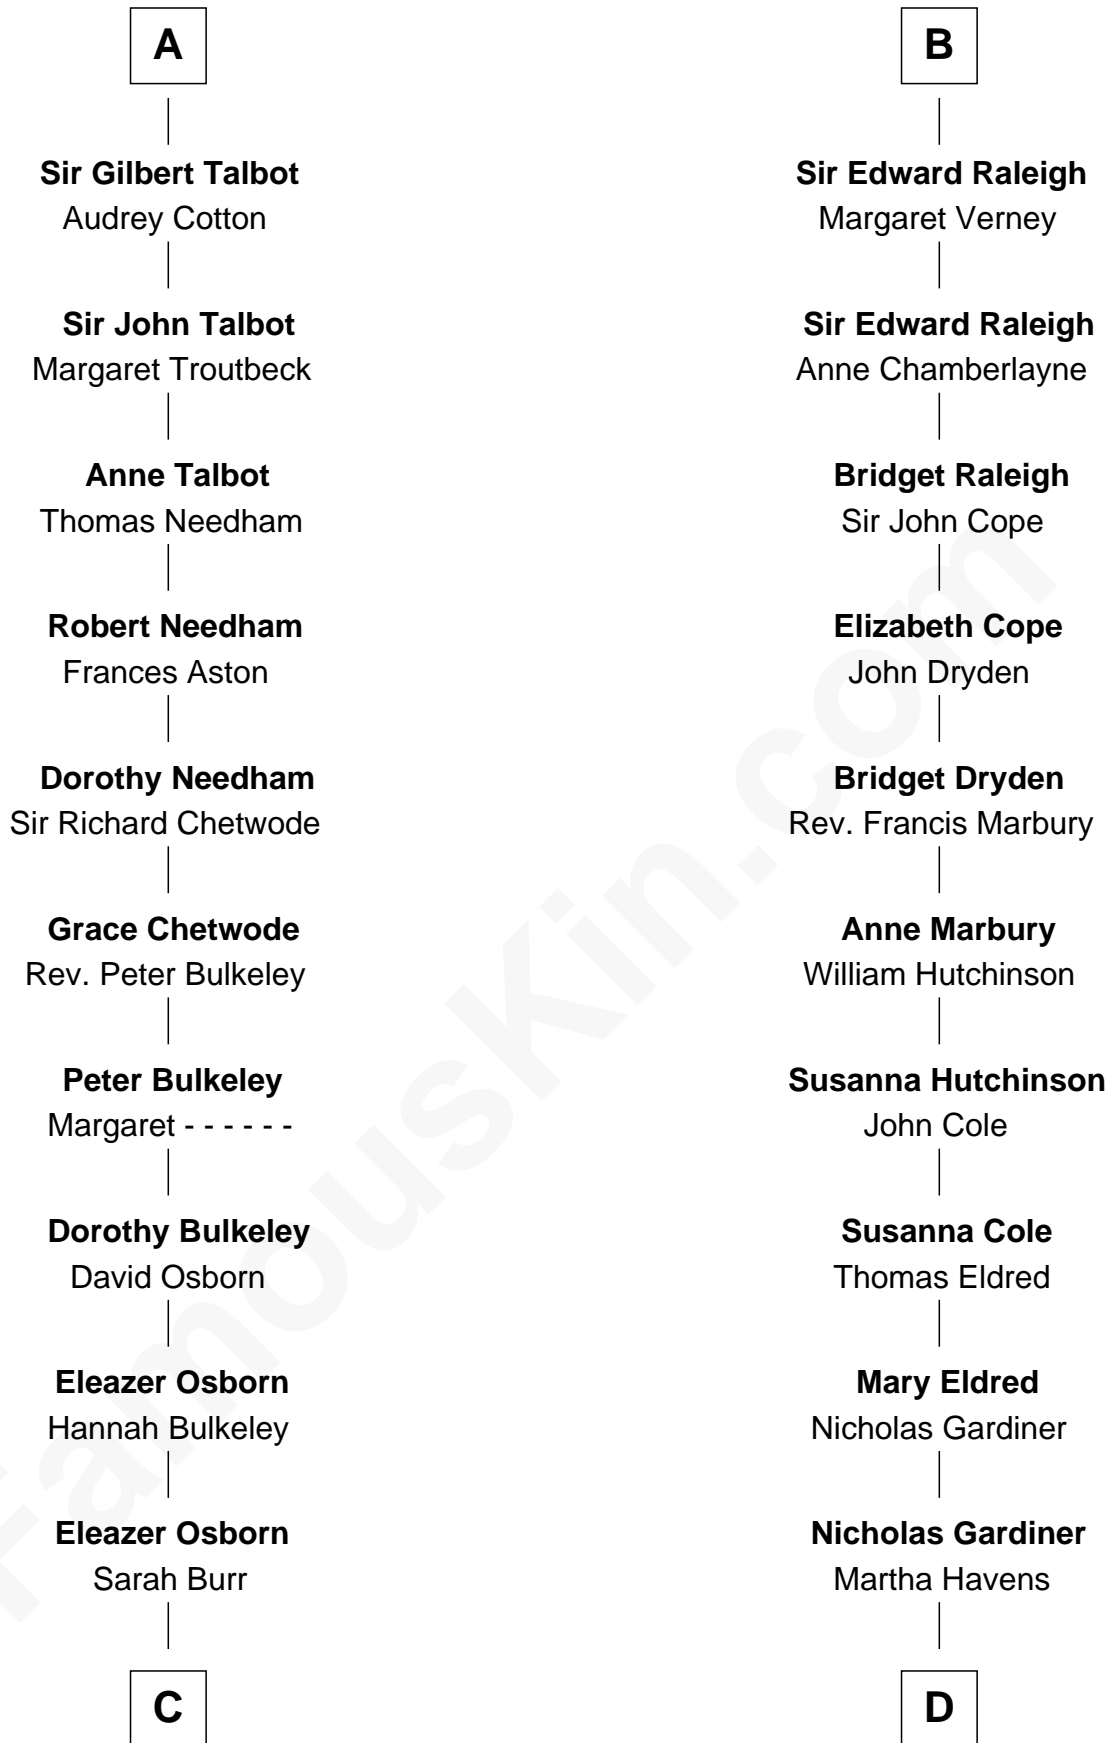 A
Sir Gilbert Talbot
Audrey Cotton
Sir John Talbot
Margaret Troutbeck
Anne Talbot
Thomas Needham
Robert Needham
Frances Aston
Dorothy Needham
Sir Richard Chetwode
Grace Chetwode
Rev. Peter Bulkeley
Peter Bulkeley
Margaret - - - - - -
Dorothy Bulkeley
David Osborn
Eleazer Osborn
Hannah Bulkeley
Eleazer Osborn
Sarah Burr
C
B
Sir Edward Raleigh
Margaret Verney
Sir Edward Raleigh
Anne Chamberlayne
Bridget Raleigh
Sir John Cope
Elizabeth Cope
John Dryden
Bridget Dryden
Rev. Francis Marbury
Anne Marbury
William Hutchinson
Susanna Hutchinson
John Cole
Susanna Cole
Thomas Eldred
Mary Eldred
Nicholas Gardiner
Nicholas Gardiner
Martha Havens
D
FamousKin.com